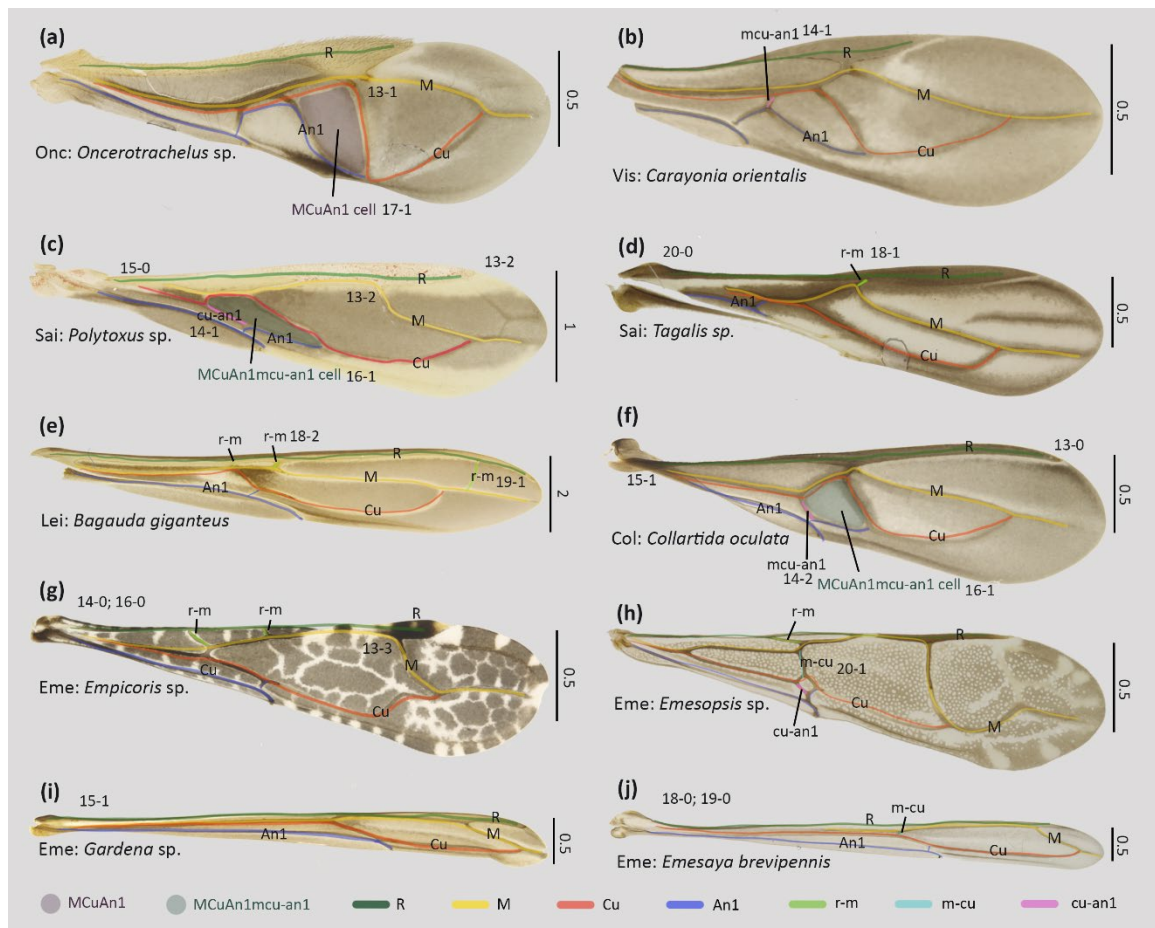 (a)
R
M
13-1
An1
Cu
0.5
Onc: Oncerotrachelus sp.
MCuAn1 cell 17-1
(b)
mcu-an1 14-1
R
M
An1
Cu
0.5
Vis: Carayonia orientalis
(c)
15-0
R
13-2
13-2
M
cu-an1
14-1
An1
Cu
1
Sai: Polytoxus sp.
MCuAn1mcu-an1 cell 16-1
(d)
20-0
r-m 18-1
R
An1
M
Cu
0.5
Sai: Tagalis sp.
(e)
r-m
r-m 18-2
R
M
r-m 19-1
An1
Cu
2
Lei: Bagauda giganteus
(f)
R
13-0
15-1
M
An1
Cu
0.5
Col: Collartida oculata
mcu-an1
14-2
MCuAn1mcu-an1 cell 16-1
(g)
14-0; 16-0
r-m
r-m
R
13-3
M
Cu
Cu
0.5
Eme: Empicoris sp.
(h)
r-m
R
m-cu 20-1
Cu
M
0.5
Eme: Emesopsis sp.
cu-an1
(i)
15-1
R
An1
M
Cu
0.5
Eme: Gardena sp.
(j)
18-0; 19-0
R
m-cu
An1
M
Cu
0.5
Eme: Emesaya brevipennis
MCuAn1 MCuAn1mcu-an1 R M Cu An1 r-m m-cu cu-an1